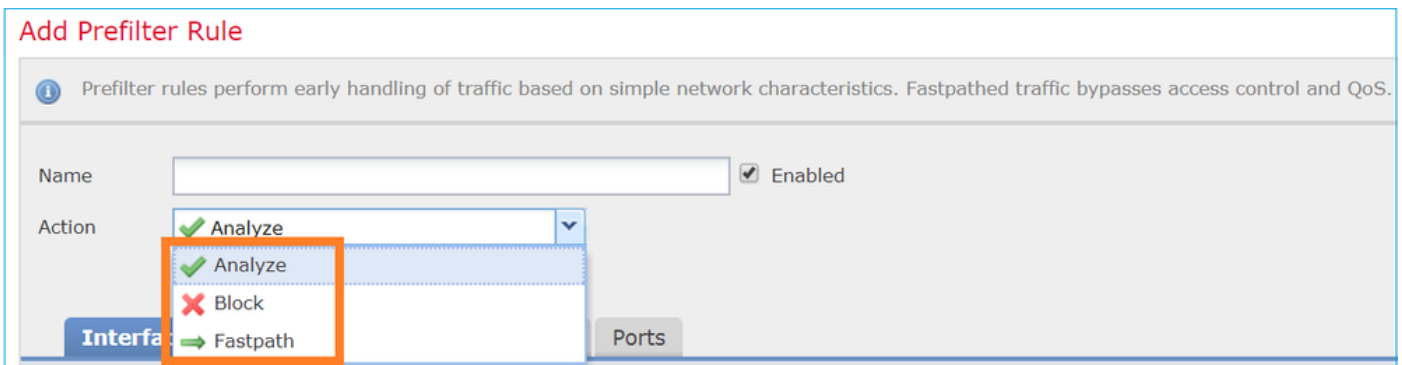 Add Prefilter Rule
Prefilter rules perform early handling of traffic based on simple network characteristics. Fastpathed traffic bypasses access control and QoS.
Name
Enabled
Action
Analyze
Analyze
Block
Fastpath
Interfa
Ports